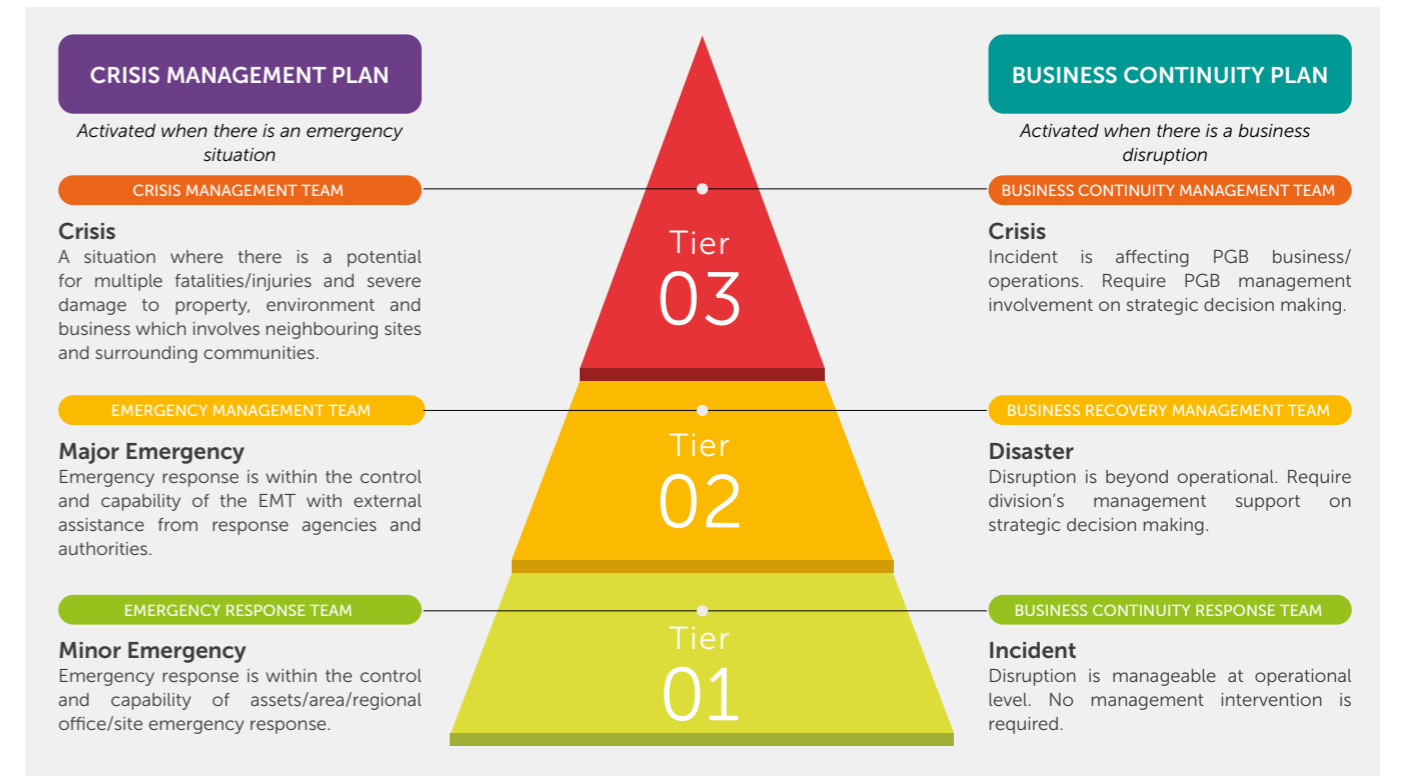 CRISIS MANAGEMENT PLAN
Activated when there is an emergency
situation
CRISIS MANAGEMENT TEAM
Crisis
A situation where there is a potential
for multiple fatalities/injuries and severe
damage to property, environment and
business which involves neighbouring sites
and surrounding communities.
EMERGENCY MANAGEMENT TEAM
Major Emergency
Emergency response is within the control
and capability of the EMT with external
assistance from response agencies and
authorities.
EMERGENCY RESPONSE TEAM
Minor Emergency
Emergency response is within the control
and capability of assets/area/regional
office/site emergency response.
Tier
03
Tier
02
Tier
01
BUSINESS CONTINUITY PLAN
Activated when there is a business
disruption
BUSINESS CONTINUITY MANAGEMENT TEAM
Crisis
Incident is affecting PGB business/
operations. Require PGB management
involvement on strategic decision making.
BUSINESS RECOVERY MANAGEMENT TEAM
Disaster
Disruption is beyond operational. Require
division's management support on
strategic decision making.
BUSINESS CONTINUITY RESPONSE TEAM
Incident
Disruption is manageable at operational
level. No management intervention is
required.